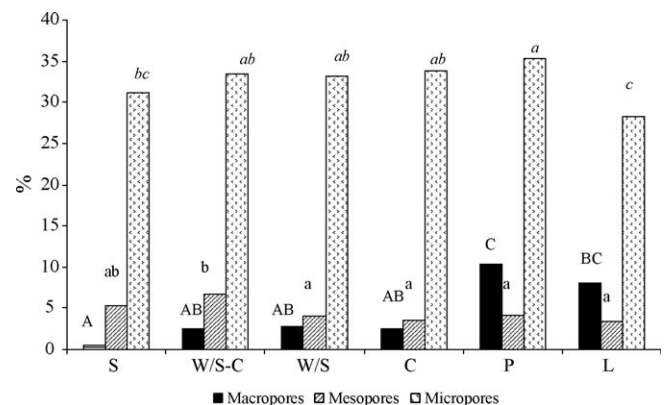 40
35
30
25
20
15
10
5
0
%
A ab bc
AB b ab
AB a ab
AB a ab
C a a
BC a c
S W/S-C W/S C P L
Macropores Mesopores Micropores